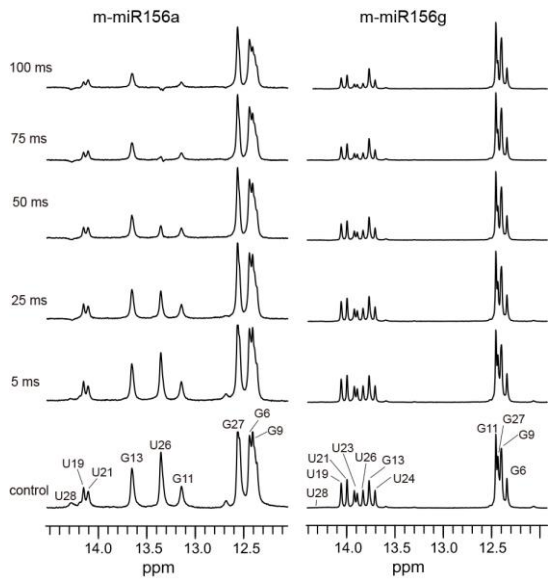 m-miR156a
m-miR156g
100 ms
75 ms
50 ms
25 ms
5 ms
control
U28
U19
U21
G13
U26
G11
G27
G6
G9
14.0
13.5
13.0
12.5
ppm
U28
U19
U21
U23
U26
G13
U24
G11
G27
G9
G6
14.0
13.5
13.0
12.5
ppm